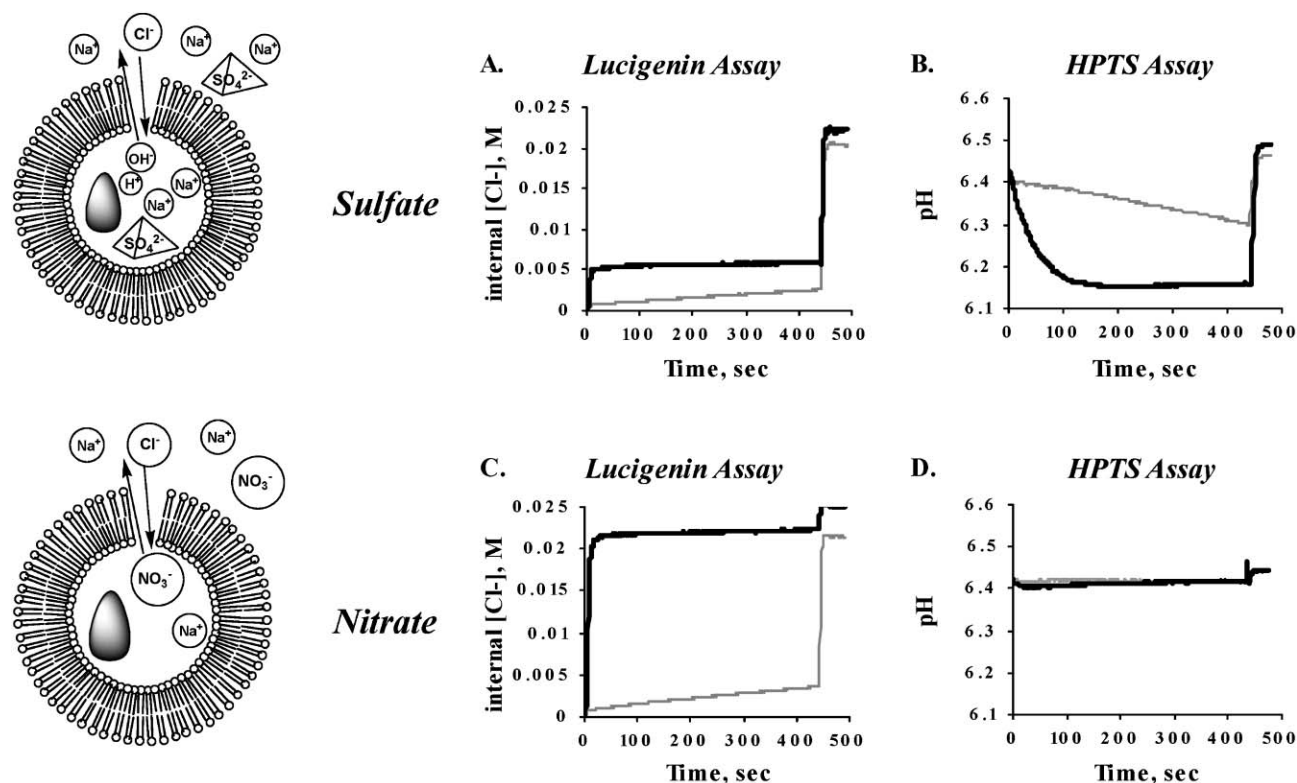 Na+
Cl-
Na+
Na+
SO4 2-
OH-
H+
Na+
Na+
SO4 2-
Sulfate
A.
Lucigenin Assay
0.025
0.02
0.015
0.01
0.005
0
internal [Cl-], M
0 100 200 300 400 500
Time, sec
B.
HPTS Assay
6.6
6.5
6.4
6.3
6.2
6.1
pH
0 100 200 300 400 500
Time, sec
Na+
Cl-
Na+
NO3-
NO3-
Na+
Nitrate
C.
Lucigenin Assay
0.025
0.02
0.015
0.01
0.005
0
internal [Cl-], M
0 100 200 300 400 500
Time, sec
D.
HPTS Assay
6.6
6.5
6.4
6.3
6.2
6.1
pH
0 100 200 300 400 500
Time, sec